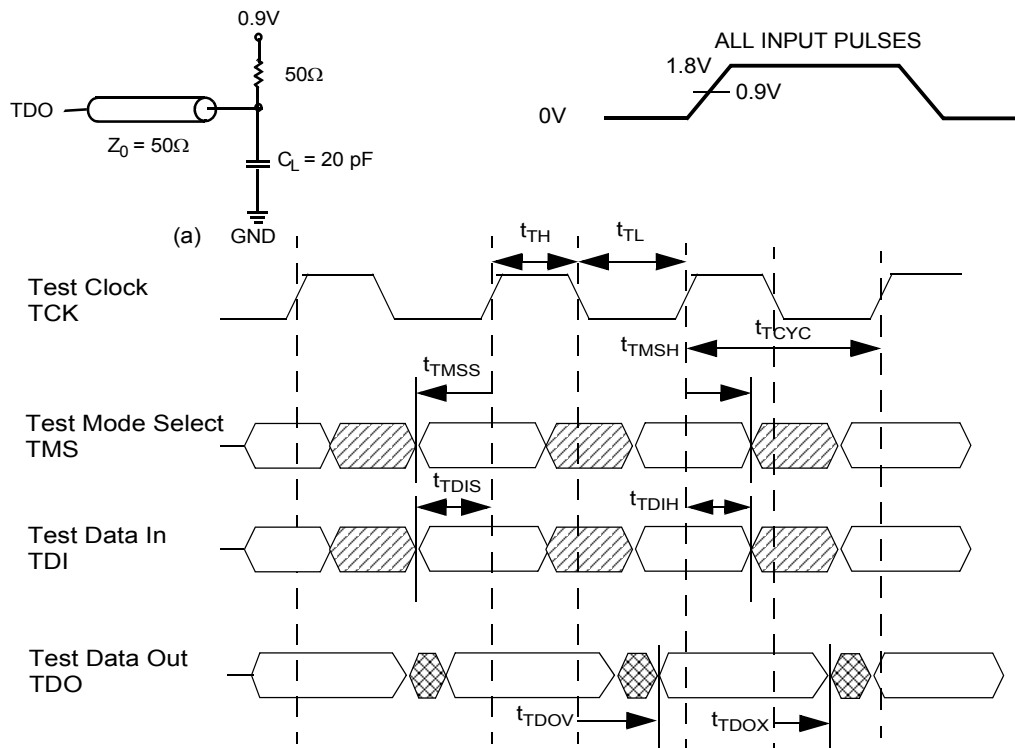 0.9V
50Ω
TDO
Z0 = 50Ω
CL = 20 pF
(a)
GND
ALL INPUT PULSES
1.8V
0.9V
0V
tTH
tTL
Test Clock
TCK
tTCYC
tTMSH
tTMSS
Test Mode Select
TMS
tTDIS
tTDIH
Test Data In
TDI
Test Data Out
TDO
tTDOV
tTDOX